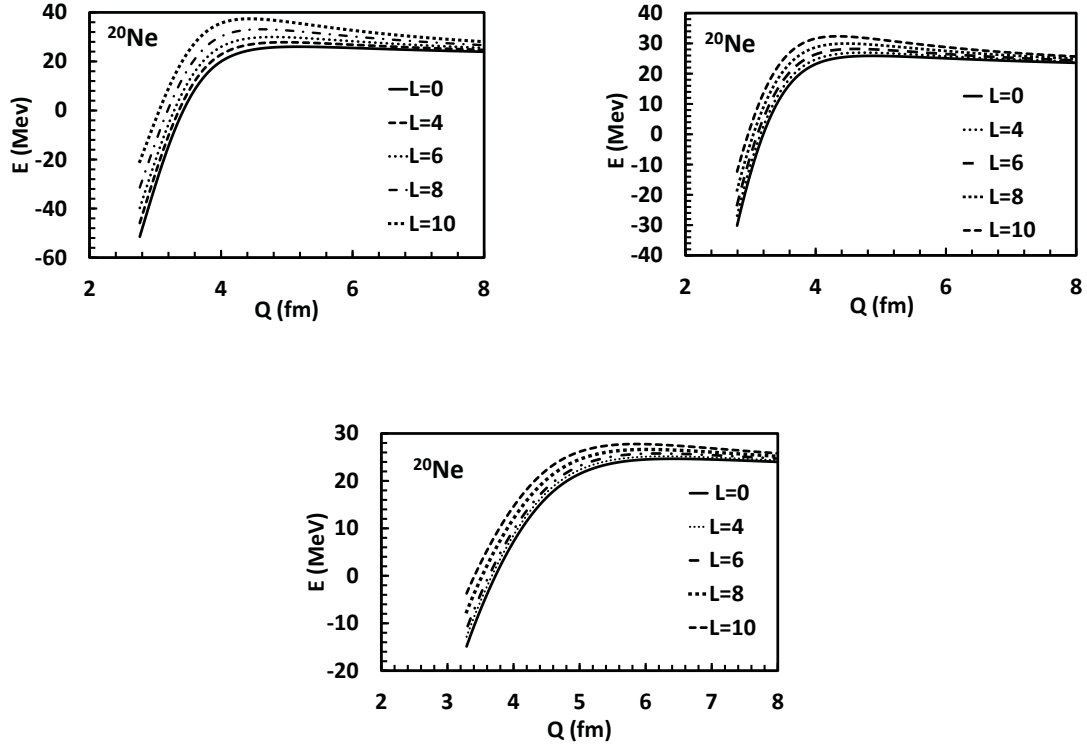 40
20
0
-20
-40
-60
E (Mev)
²⁰Ne
L=0
L=4
L=6
L=8
L=10
2 4 6 8
Q (fm)
40
30
20
10
0
-10
-20
-30
-40
E (Mev)
²⁰Ne
L=0
L=4
L=6
L=8
L=10
2 4 6 8
Q (fm)
30
20
10
0
-10
-20
E (MeV)
²⁰Ne
L=0
L=4
L=6
L=8
L=10
2 3 4 5 6 7 8
Q (fm)